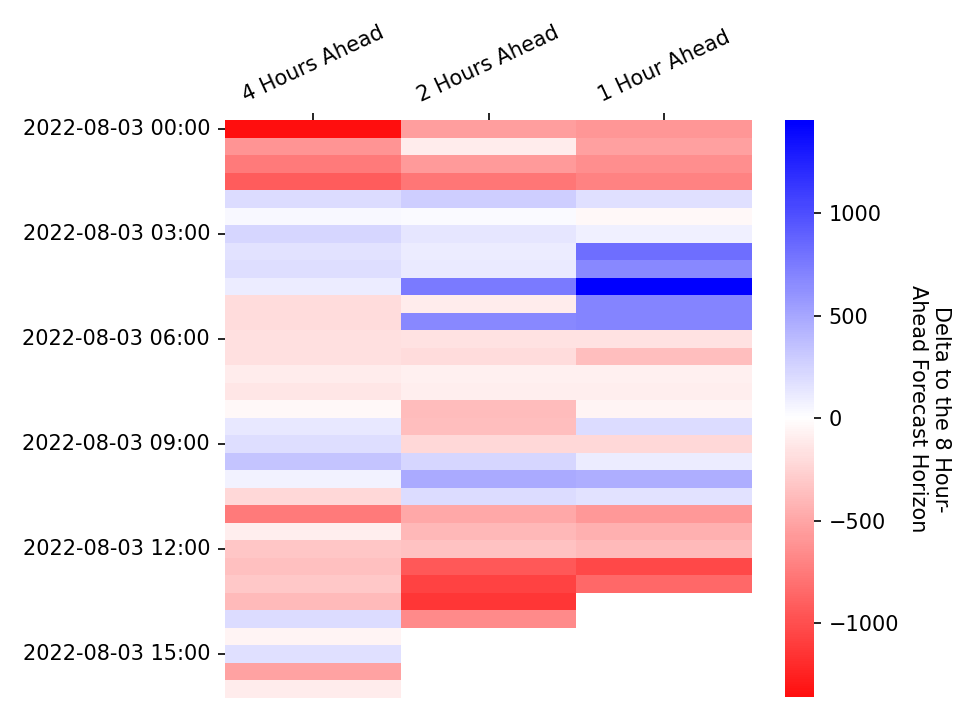 4 Hours Ahead
2 Hours Ahead
1 Hour Ahead
2022-08-03 00:00
2022-08-03 03:00
2022-08-03 06:00
2022-08-03 09:00
2022-08-03 12:00
2022-08-03 15:00
1000
500
0
−500
−1000
Delta to the 8 Hour-
Ahead Forecast Horizon